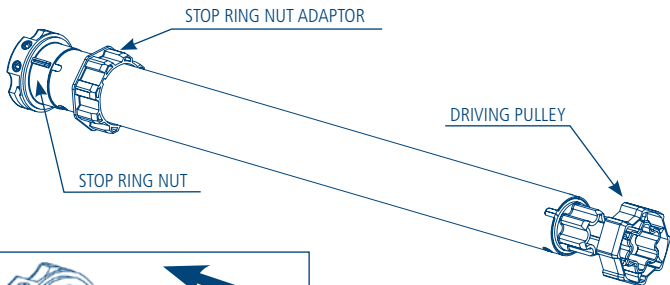 STOP RING NUT ADAPTOR
DRIVING PULLEY
STOP RING NUT